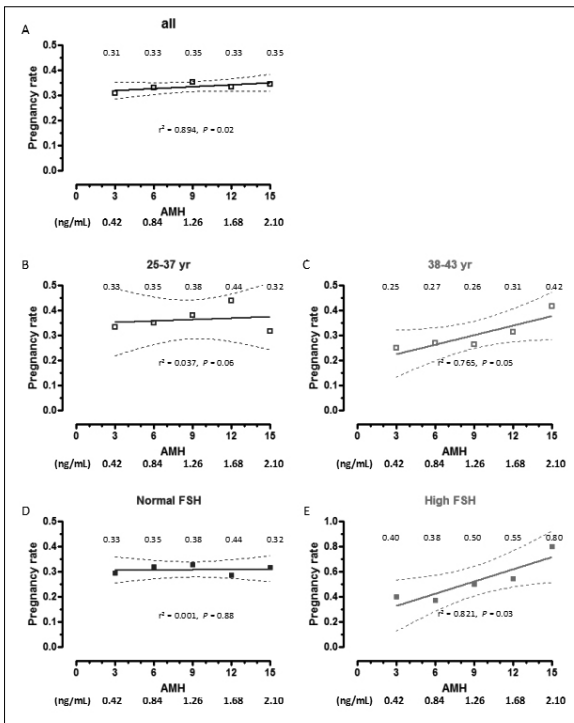 A
all
0.31 0.33 0.35 0.33 0.35
0.5
0.4
0.3
0.2
0.1
0.0
Pregnancy rate
r² = 0.894, P = 0.02
0 3 6 9 12 15
AMH
(ng/mL) 0.42 0.84 1.26 1.68 2.10
B
25-37 yr
0.33 0.35 0.38 0.44 0.32
0.5
0.4
0.3
0.2
0.1
0.0
Pregnancy rate
r² = 0.037, P = 0.06
0 3 6 9 12 15
AMH
(ng/mL) 0.42 0.84 1.26 1.68 2.10
C
38-43 yr
0.25 0.27 0.26 0.31 0.42
0.5
0.4
0.3
0.2
0.1
0.0
Pregnancy rate
r² = 0.765, P = 0.05
0 3 6 9 12 15
AMH
(ng/mL) 0.42 0.84 1.26 1.68 2.10
D
Normal FSH
0.33 0.35 0.38 0.44 0.32
0.5
0.4
0.3
0.2
0.1
0.0
Pregnancy rate
r² = 0.001, P = 0.88
0 3 6 9 12 15
AMH
(ng/mL) 0.42 0.84 1.26 1.68 2.10
E
High FSH
0.40 0.38 0.50 0.55 0.80
1.0
0.8
0.6
0.4
0.2
0.0
Pregnancy rate
r² = 0.821, P = 0.03
0 3 6 9 12 15
AMH
(ng/mL) 0.42 0.84 1.26 1.68 2.10